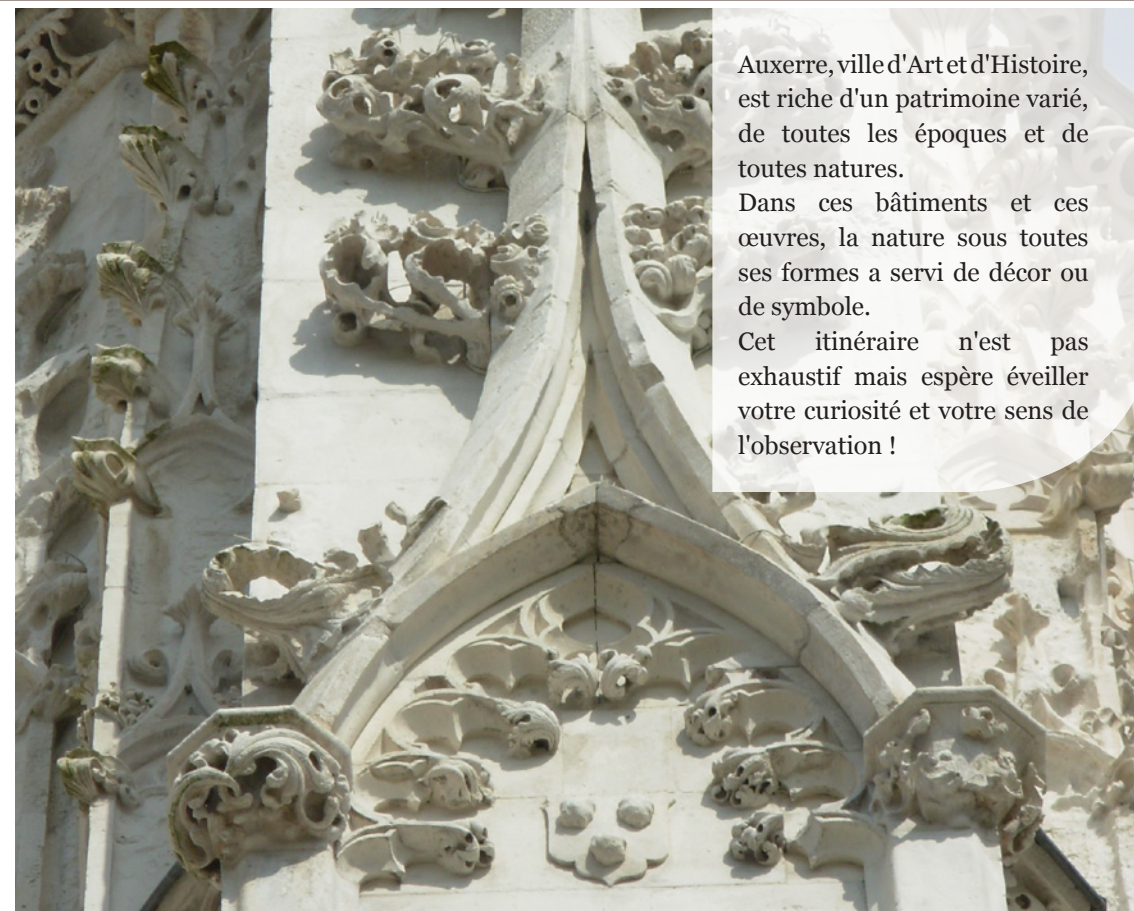 Auxerre, ville d'Art et d'Histoire,
est riche d'un patrimoine varié,
de toutes les époques et de
toutes natures.
Dans ces bâtiments et ces
œuvres, la nature sous toutes
ses formes a servi de décor ou
de symbole.
Cet itinéraire n'est pas
exhaustif mais espère éveiller
votre curiosité et votre sens de
l'observation !